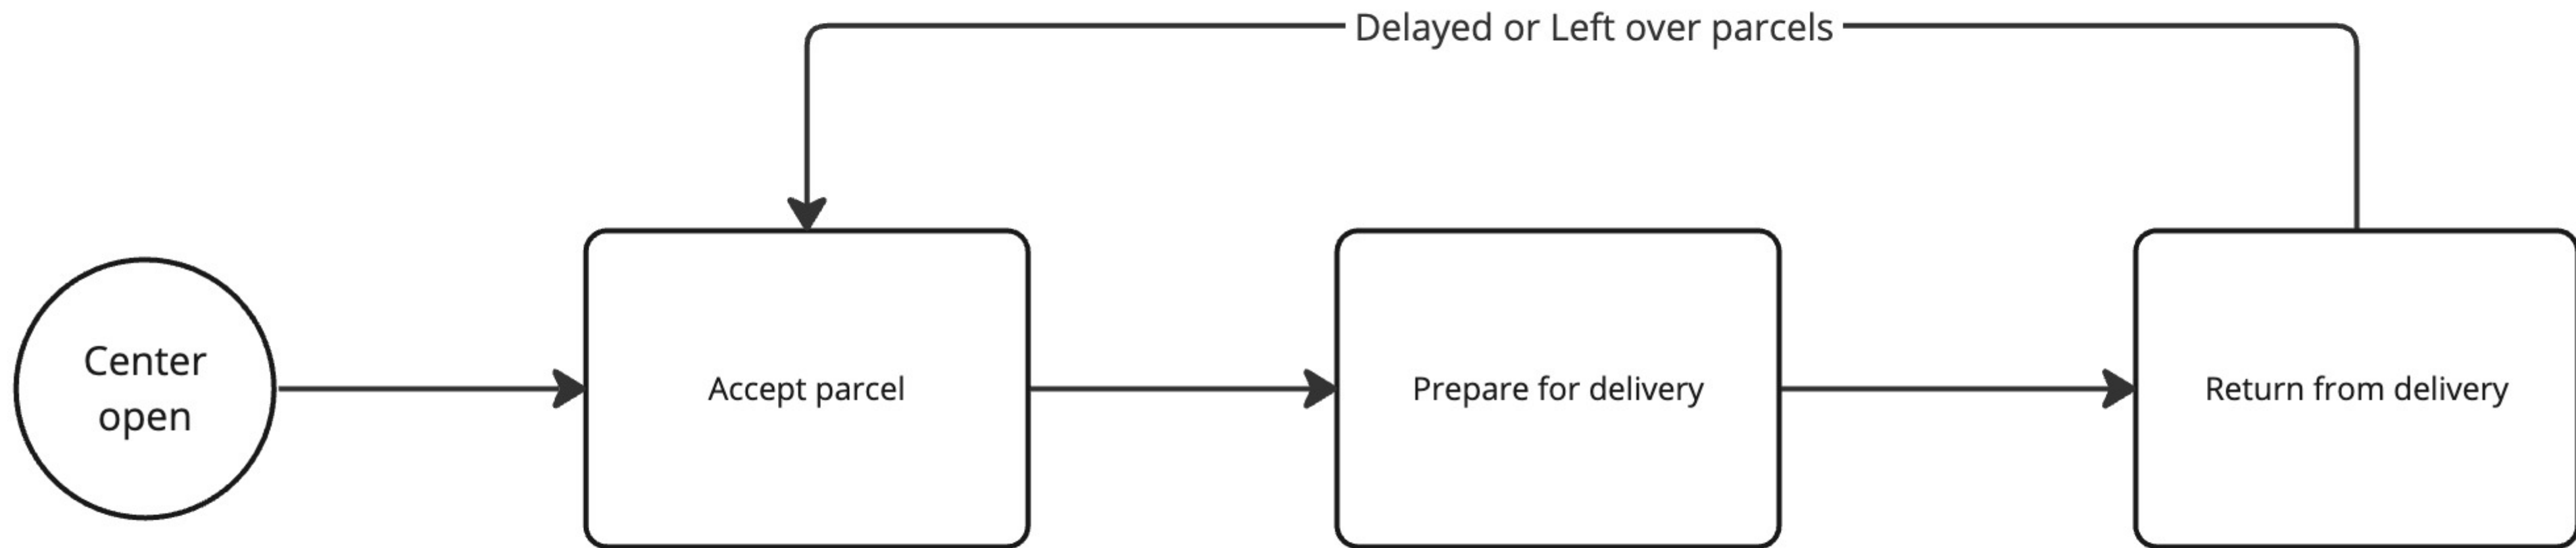 Delayed or Left over parcels
Center
open
Accept parcel
Prepare for delivery
Return from delivery